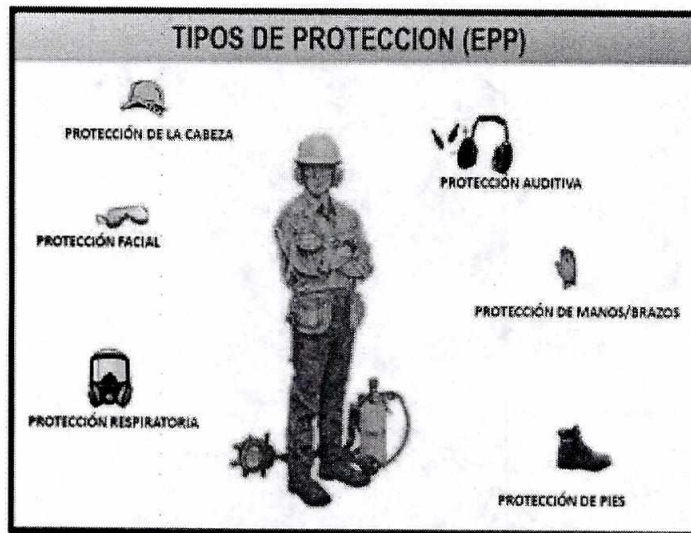 TIPOS DE PROTECCION (EPP)
PROTECCIÓN DE LA CABEZA
PROTECCIÓN AUDITIVA
PROTECCIÓN FACIAL
PROTECCIÓN DE MANOS/BRAZOS
PROTECCIÓN RESPIRATORIA
PROTECCIÓN DE PIES